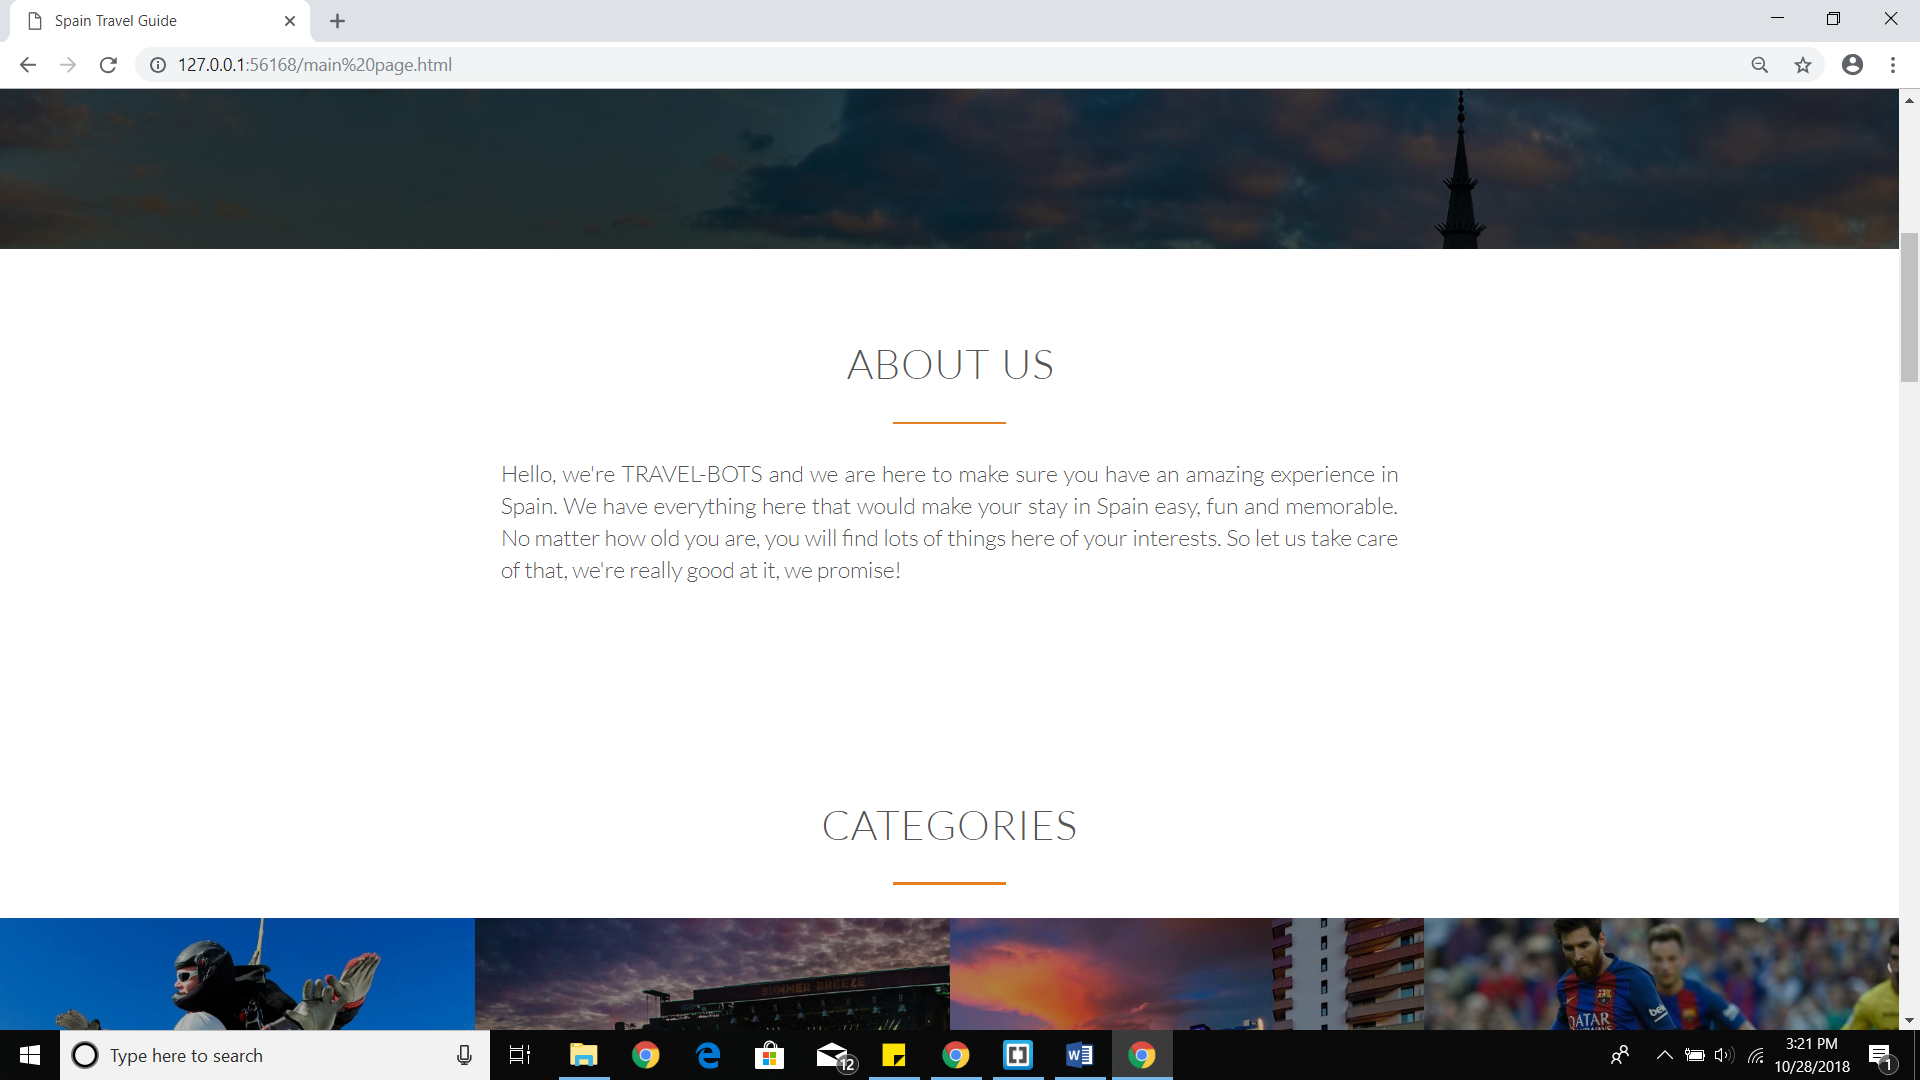 Spain Travel Guide
127.0.0.1:56168/main%20page.html
ABOUT US
Hello, we're TRAVEL-BOTS and we are here to make sure you have an amazing experience in
Spain. We have everything here that would make your stay in Spain easy, fun and memorable.
No matter how old you are, you will find lots of things here of your interests. So let us take care
of that, we're really good at it, we promise!
CATEGORIES
SUMMER BREEZE
QATAR
Type here to search
12
3:21 PM
10/28/2018
1